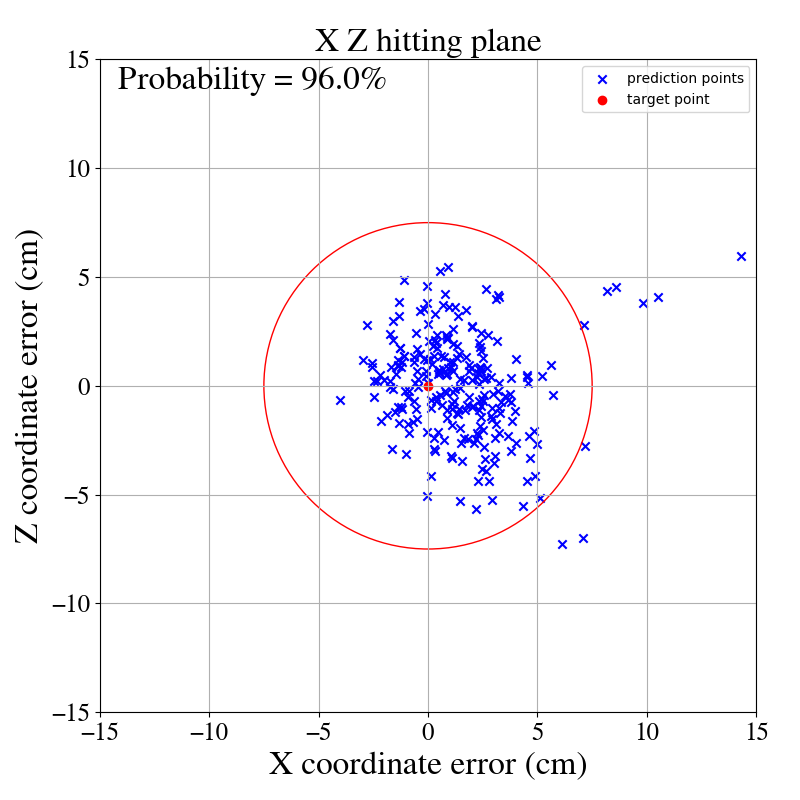 X Z hitting plane
Probability = 96.0%
prediction points
target point
15
10
5
0
−5
−10
−15
Z coordinate error (cm)
−15 −10 −5 0 5 10 15
X coordinate error (cm)